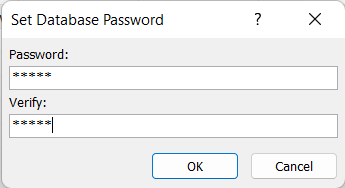 Set Database Password ? ×
Password:
*****
Verify:
*****
OK Cancel